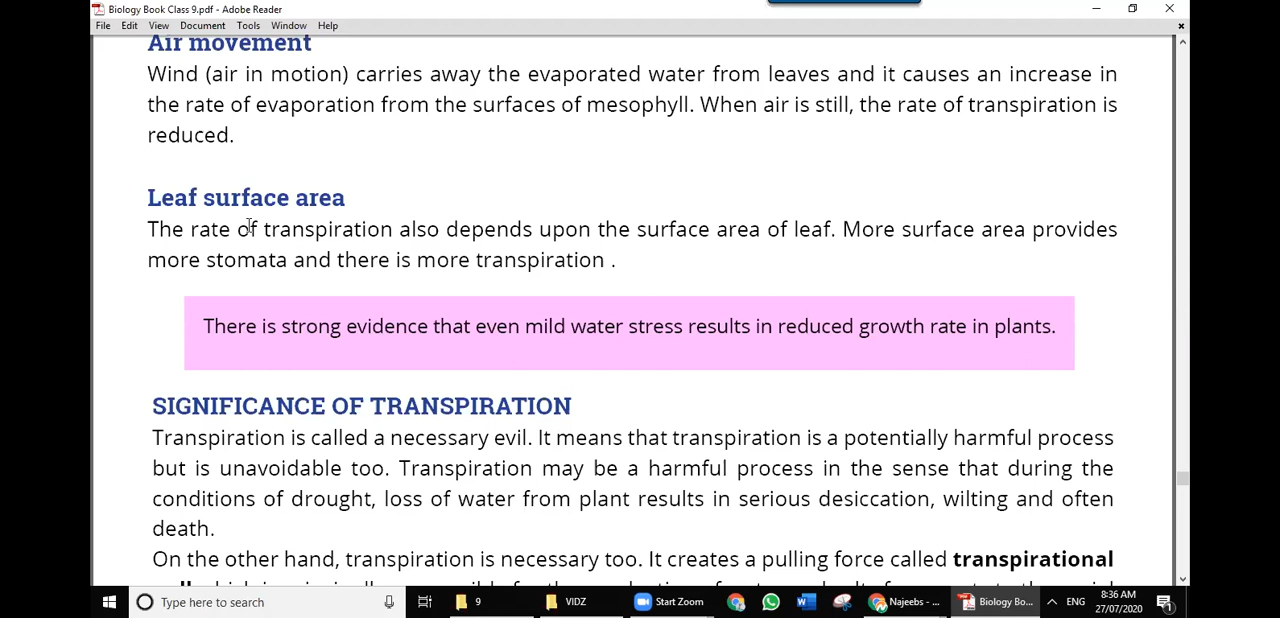 Biology Book Class 9.pdf - Adobe Reader
File Edit View Document Tools Window Help
Air movement
Wind (air in motion) carries away the evaporated water from leaves and it causes an increase in
the rate of evaporation from the surfaces of mesophyll. When air is still, the rate of transpiration is
reduced.
Leaf surface area
The rate of transpiration also depends upon the surface area of leaf. More surface area provides
more stomata and there is more transpiration .
There is strong evidence that even mild water stress results in reduced growth rate in plants.
SIGNIFICANCE OF TRANSPIRATION
Transpiration is called a necessary evil. It means that transpiration is a potentially harmful process
but is unavoidable too. Transpiration may be a harmful process in the sense that during the
conditions of drought, loss of water from plant results in serious desiccation, wilting and often
death.
On the other hand, transpiration is necessary too. It creates a pulling force called transpirational
Type here to search 9 VIDZ Start Zoom Najeebs - ... Biology Bo... ENG 8:36 AM
27/07/2020